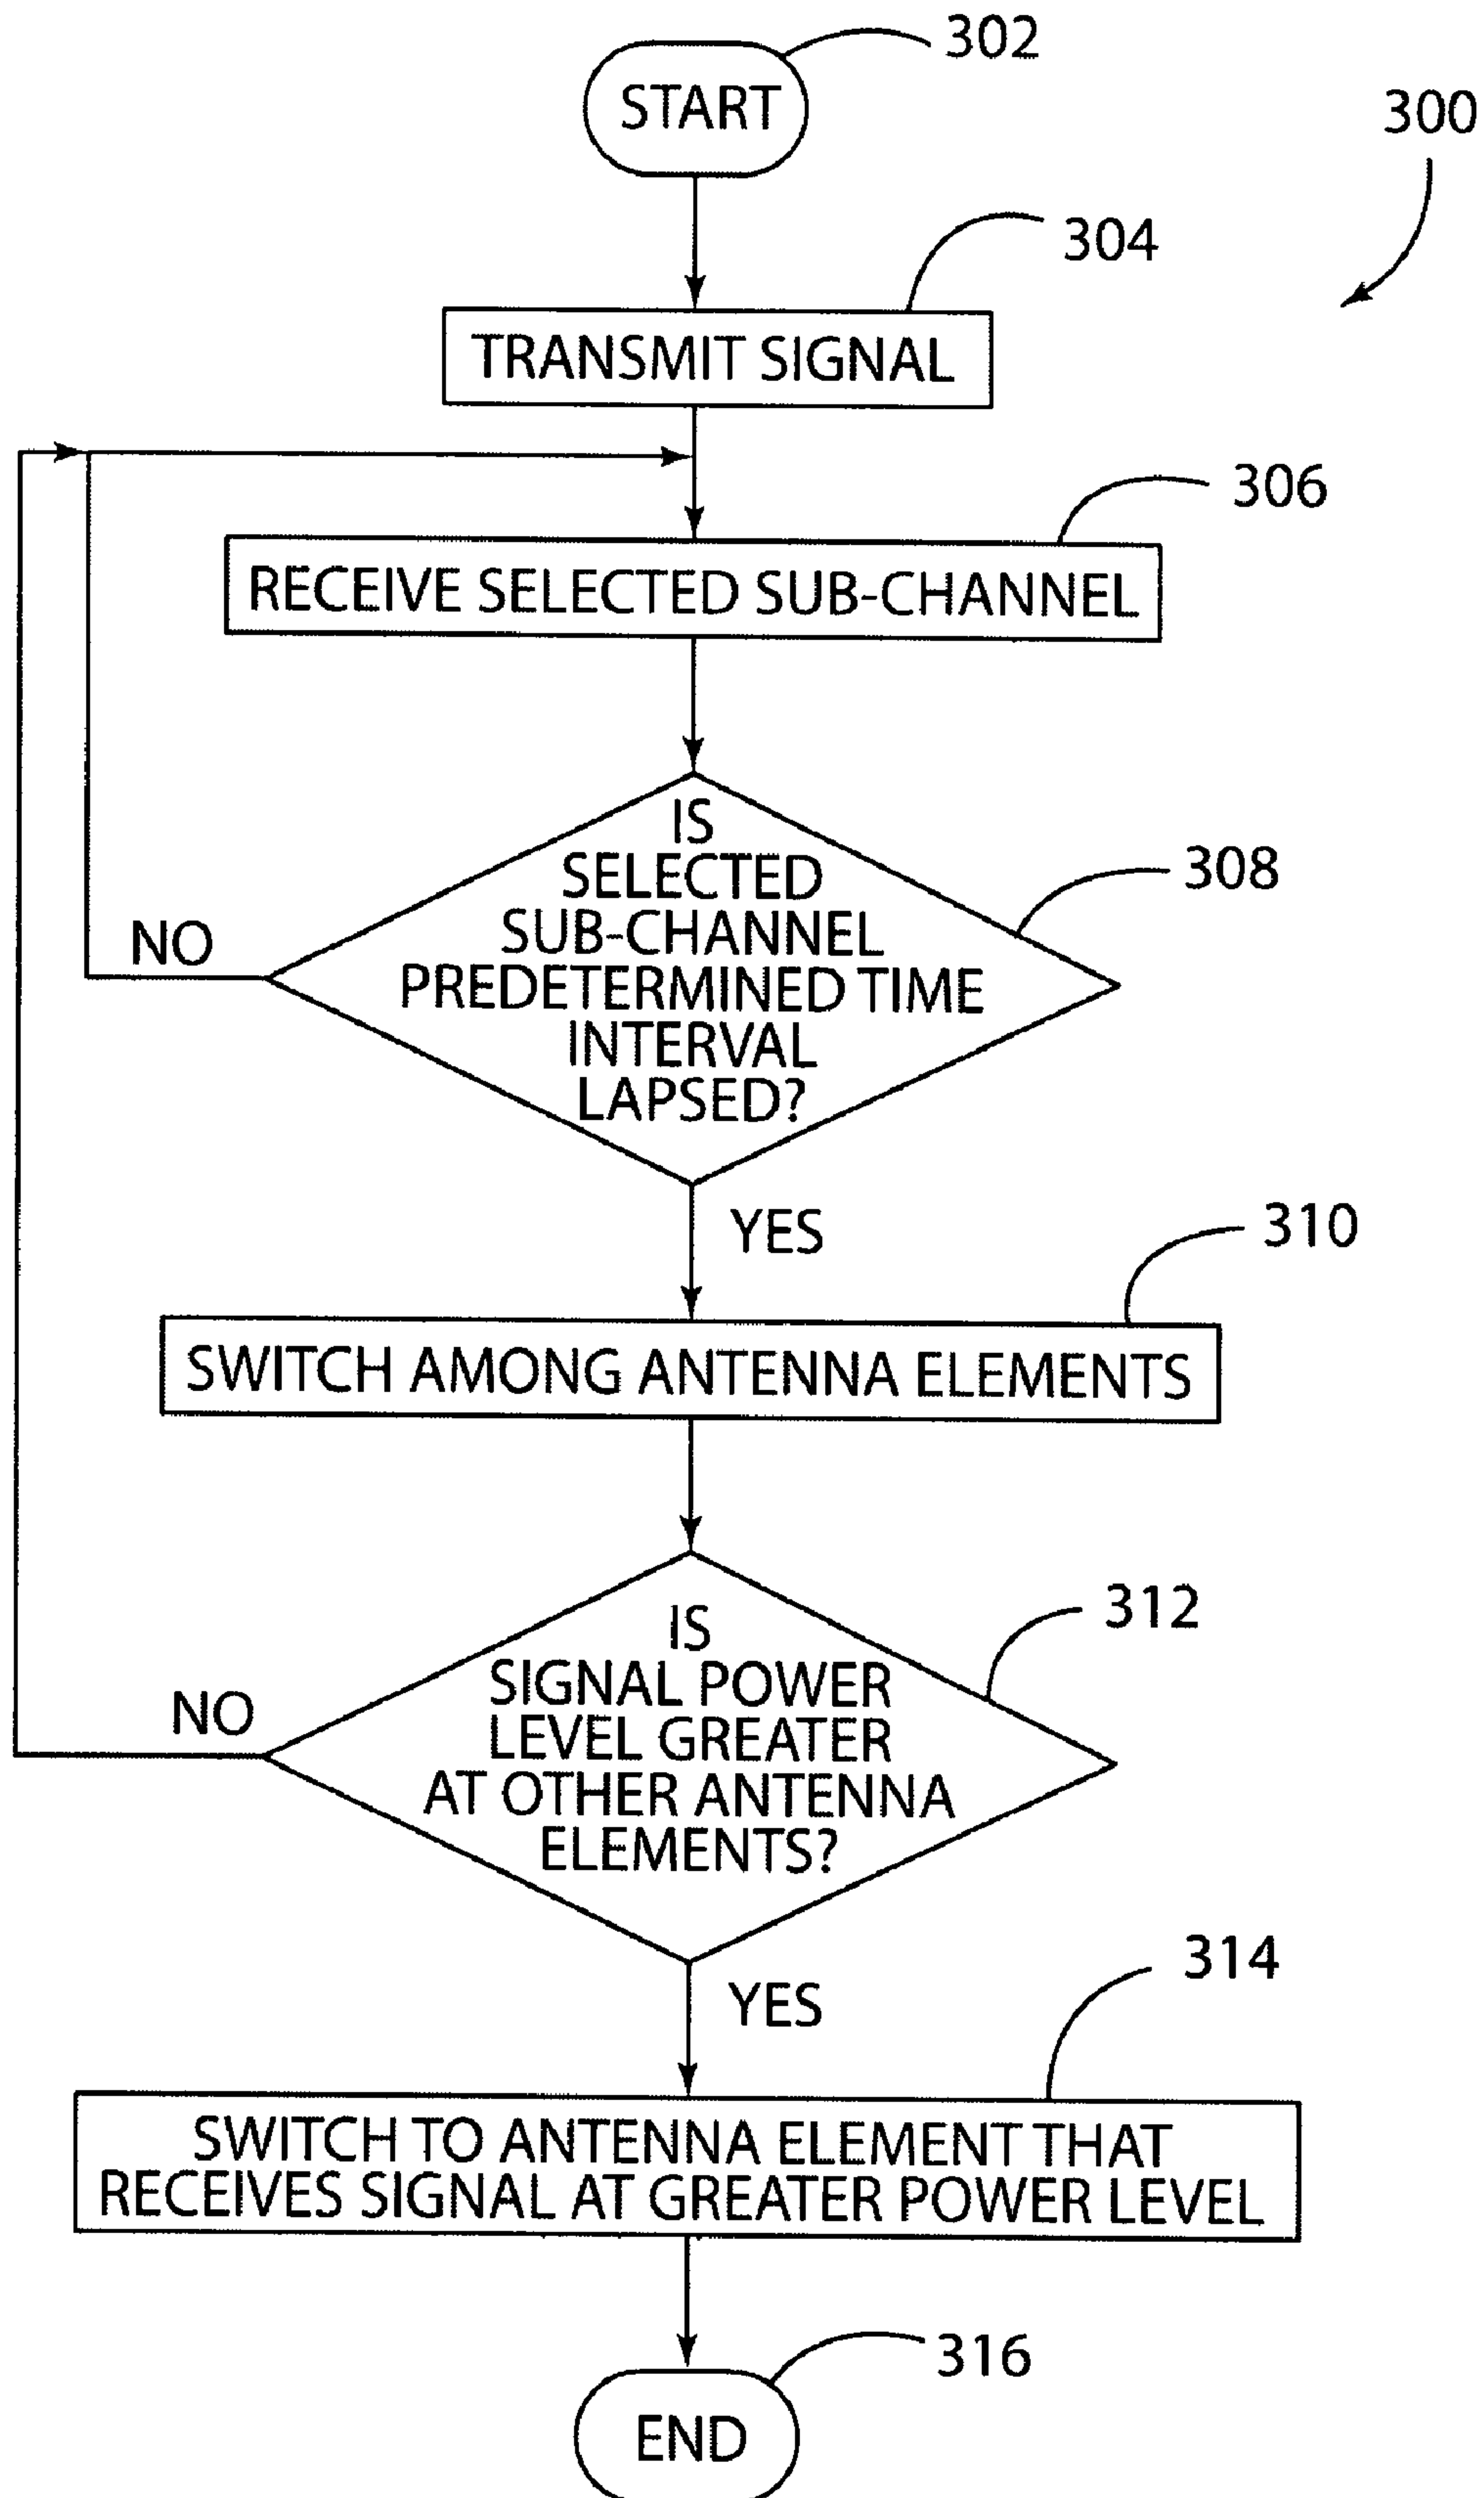 302
START
300
304
TRANSMIT SIGNAL
306
RECEIVE SELECTED SUB-CHANNEL
308
IS
SELECTED
SUB-CHANNEL
PREDETERMINED TIME
INTERVAL
LAPSED?
NO
YES
310
SWITCH AMONG ANTENNA ELEMENTS
312
IS
SIGNAL POWER
LEVEL GREATER
AT OTHER ANTENNA
ELEMENTS?
NO
YES
314
SWITCH TO ANTENNA ELEMENT THAT
RECEIVES SIGNAL AT GREATER POWER LEVEL
316
END